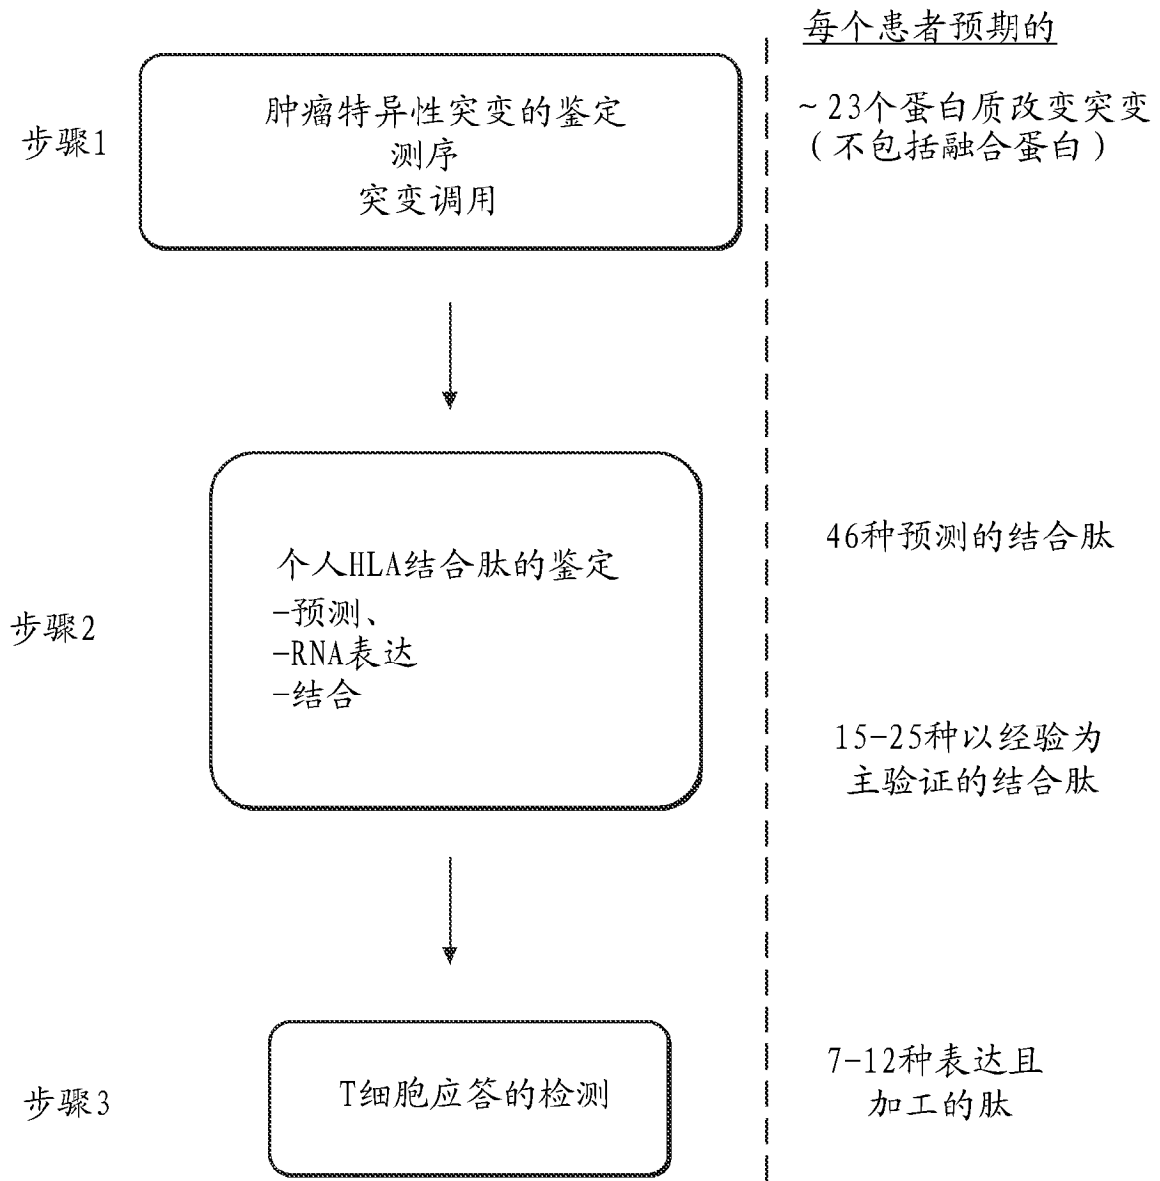 每个患者预期的
步骤1
肿瘤特异性突变的鉴定
测序
突变调用
~23个蛋白质改变突变
(不包括融合蛋白)
步骤2
个人HLA结合肽的鉴定
-预测、
-RNA表达
-结合
46种预测的结合肽
15-25种以经验为
主验证的结合肽
步骤3
T细胞应答的检测
7-12种表达且
加工的肽